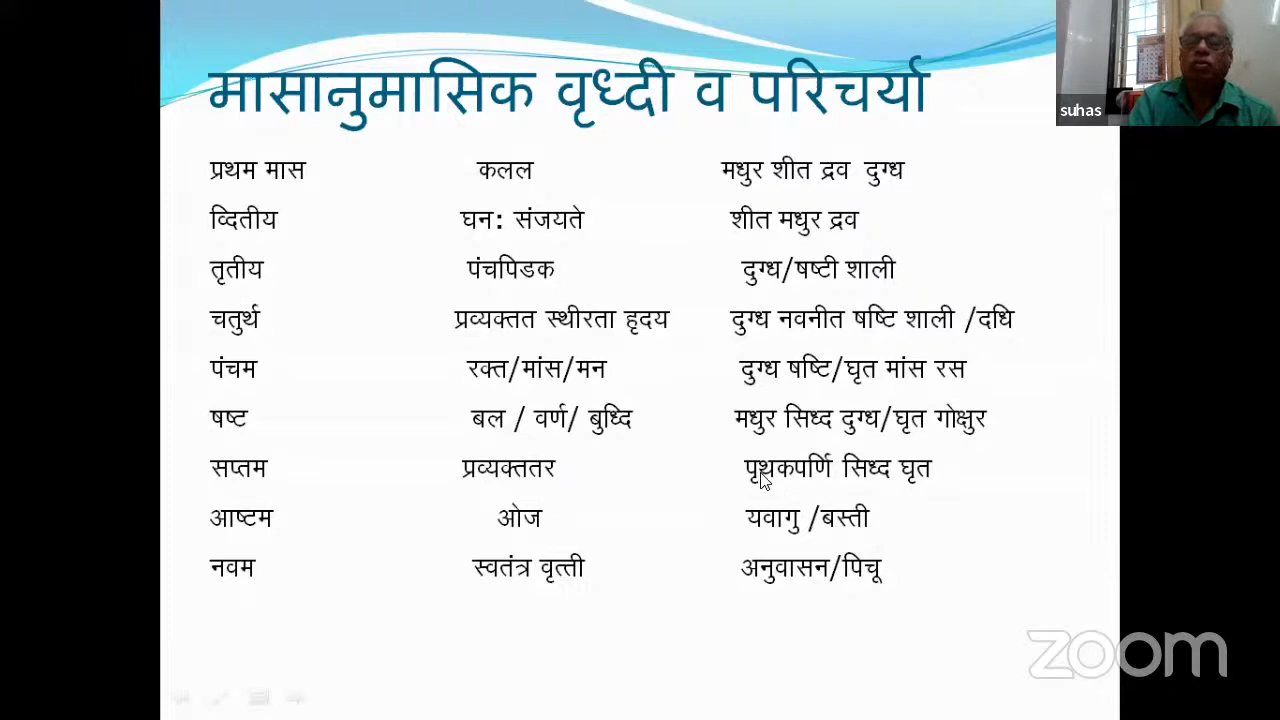 मासानुमासिक वृध्दी व परिचर्या
suhas
प्रथम मास कलल मधुर शीत द्रव दुग्ध
व्दितीय घन: संजयते शीत मधुर द्रव
तृतीय पंचपिडक दुग्ध/षष्टी शाली
चतुर्थ प्रव्यक्तत स्थीरता हृदय दुग्ध नवनीत षष्टि शाली /दधि
पंचम रक्त/मांस/मन दुग्ध षष्टि/घृत मांस रस
षष्ट बल / वर्ण/ बुध्दि मधुर सिध्द दुग्ध/घृत गोक्षुर
सप्तम प्रव्यक्ततर पृथकपर्णि सिध्द घृत
आष्टम ओज यवागु /बस्ती
नवम स्वतंत्र वृत्ती अनुवासन/पिचू
zoom